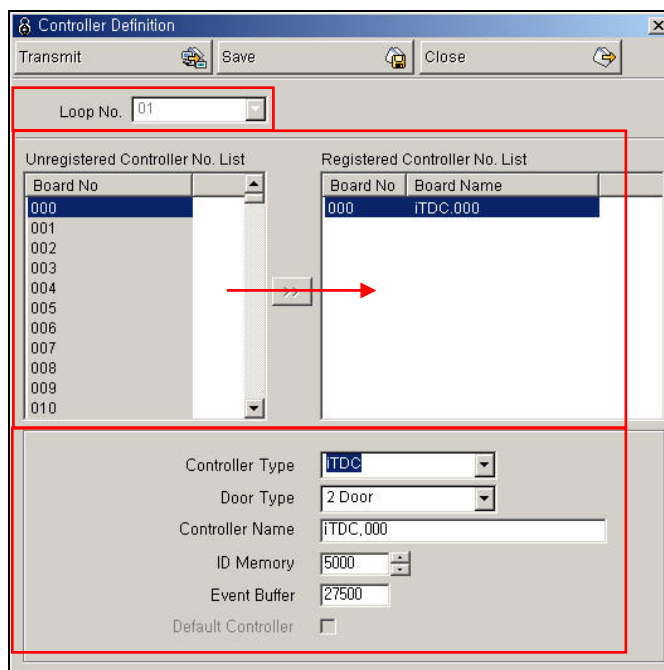 Controller Definition
Transmit Save Close
Loop No. 01
Unregistered Controller No. List Registered Controller No. List
Board No Board No Board Name
000 000 iTDC.000
001
002
003
004 >>
005
006
007
008
009
010
Controller Type iTDC
Door Type 2 Door
Controller Name iTDC,000
ID Memory 5000
Event Buffer 27500
Default Controller